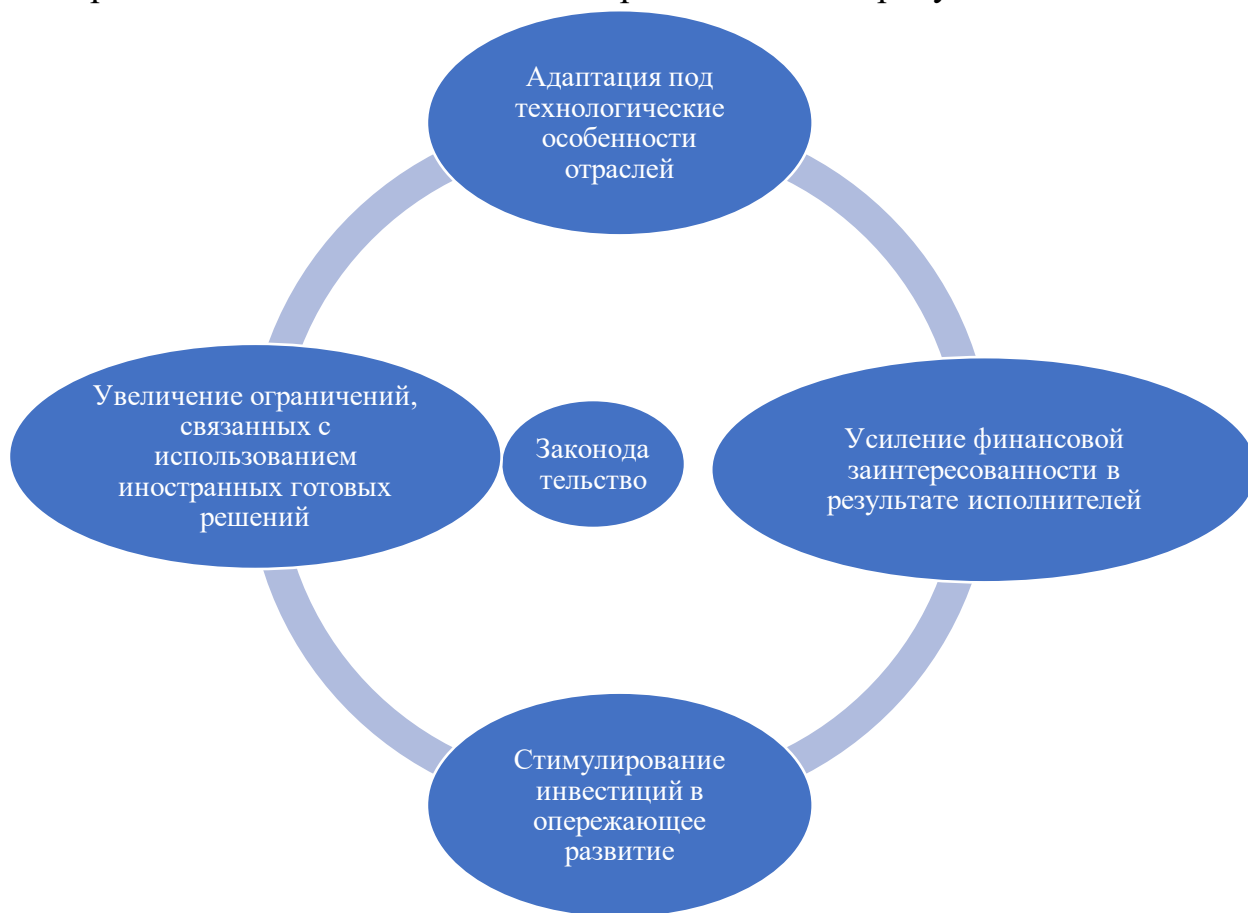 Адаптация под
технологические
особенности
отраслей
Увеличение ограничений,
связанных с
использованием
иностранных готовых
решений
Законода
тельство
Усиление финансовой
заинтересованности в
результате исполнителей
Стимулирование
инвестиций в
опережающее
развитие